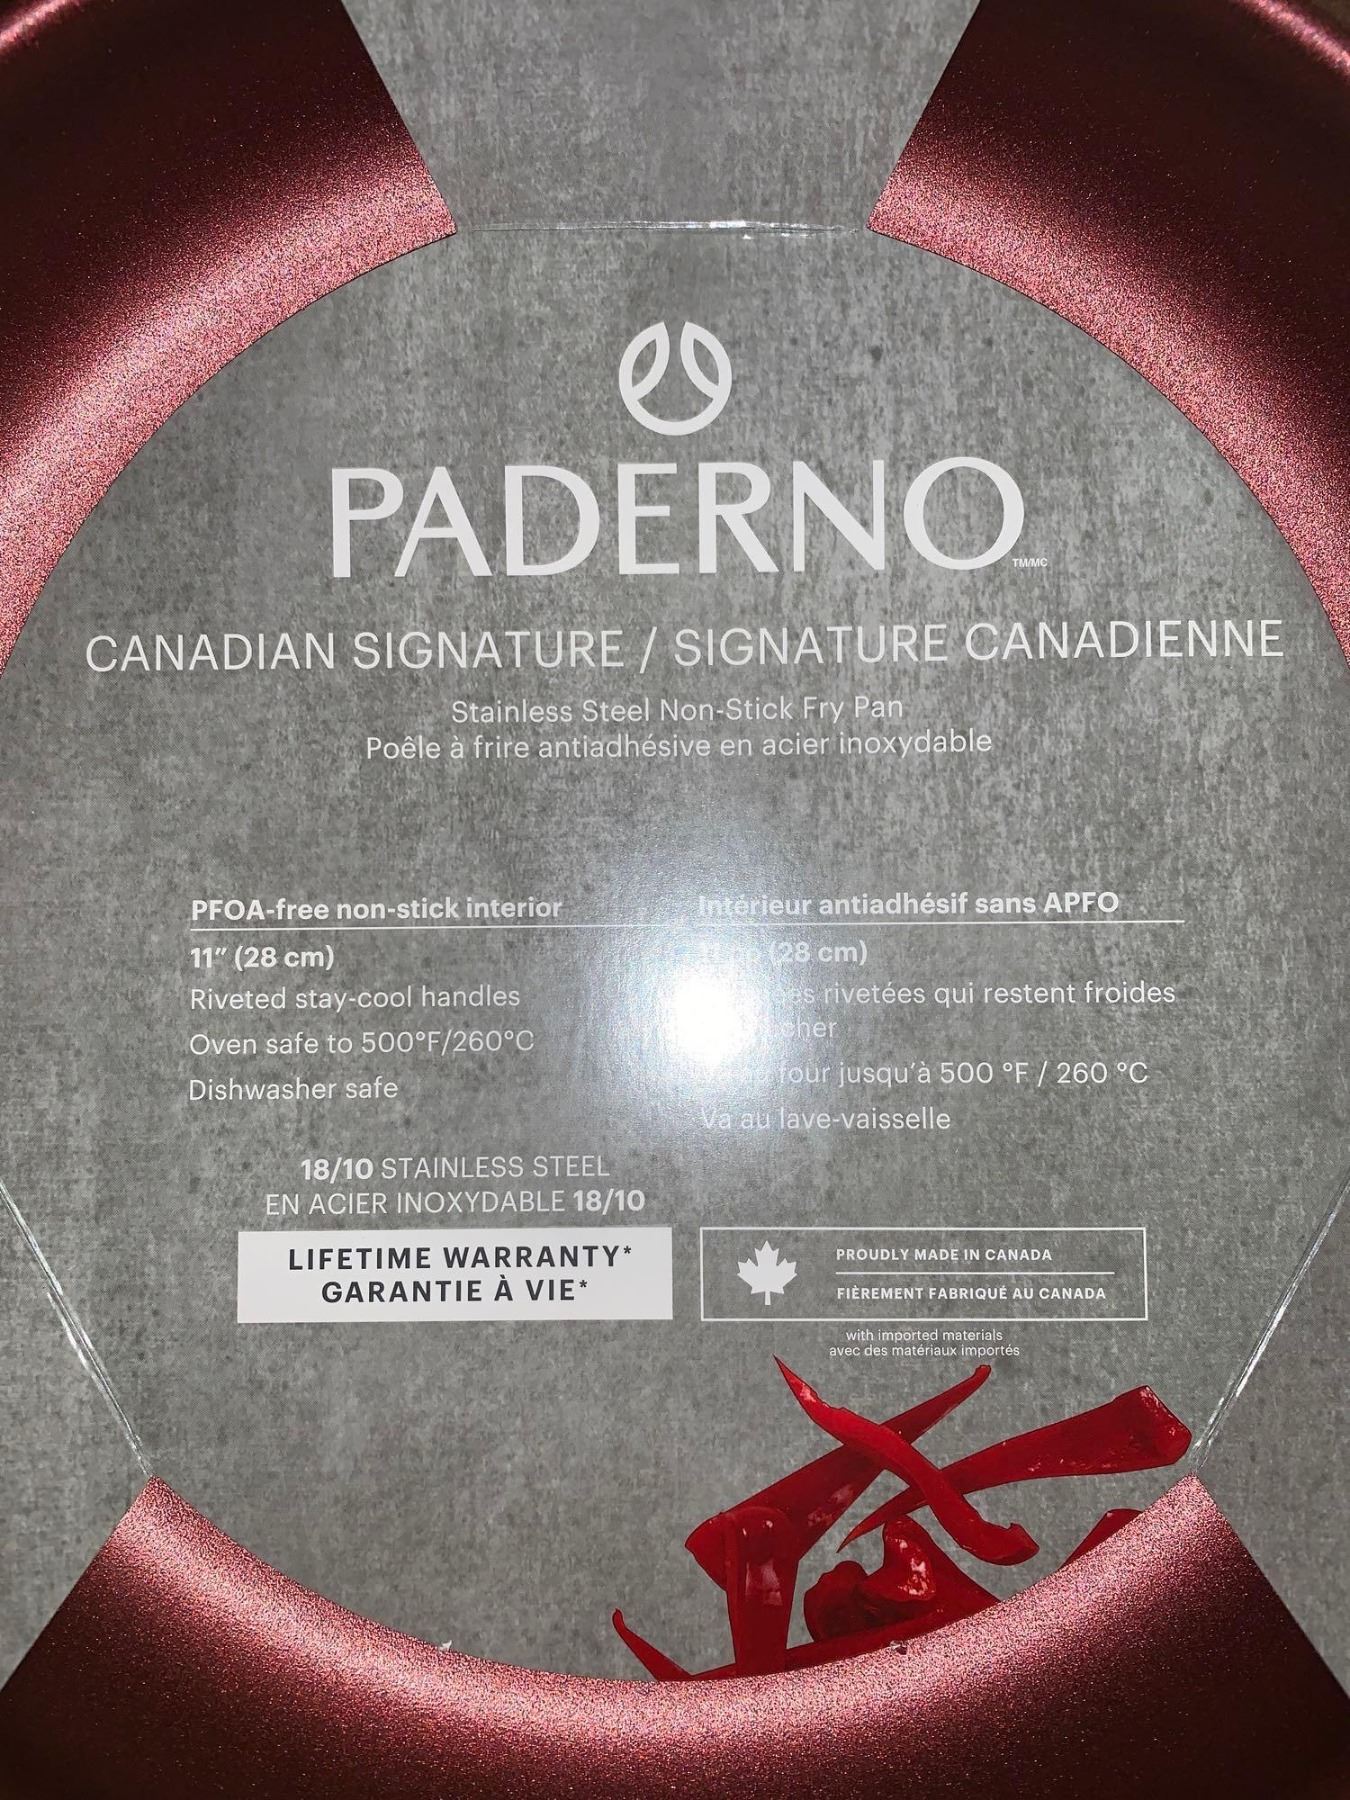 PADERNO
TM/MC
CANADIAN SIGNATURE / SIGNATURE CANADIENNE
Stainless Steel Non-Stick Fry Pan
Poêle à frire antiadhésive en acier inoxydable
PFOA-free non-stick interior
11" (28 cm)
Riveted stay-cool handles
Oven safe to 500°F/260°C
Dishwasher safe
Intérieur antiadhésif sans APFO
(28 cm)
rivetées qui restent froides
four jusqu'à 500 °F / 260 °C
Va au lave-vaisselle
18/10 STAINLESS STEEL
EN ACIER INOXYDABLE 18/10
LIFETIME WARRANTY*
GARANTIE À VIE*
PROUDLY MADE IN CANADA
FIÈREMENT FABRIQUÉ AU CANADA
with imported materials
avec des matériaux importés